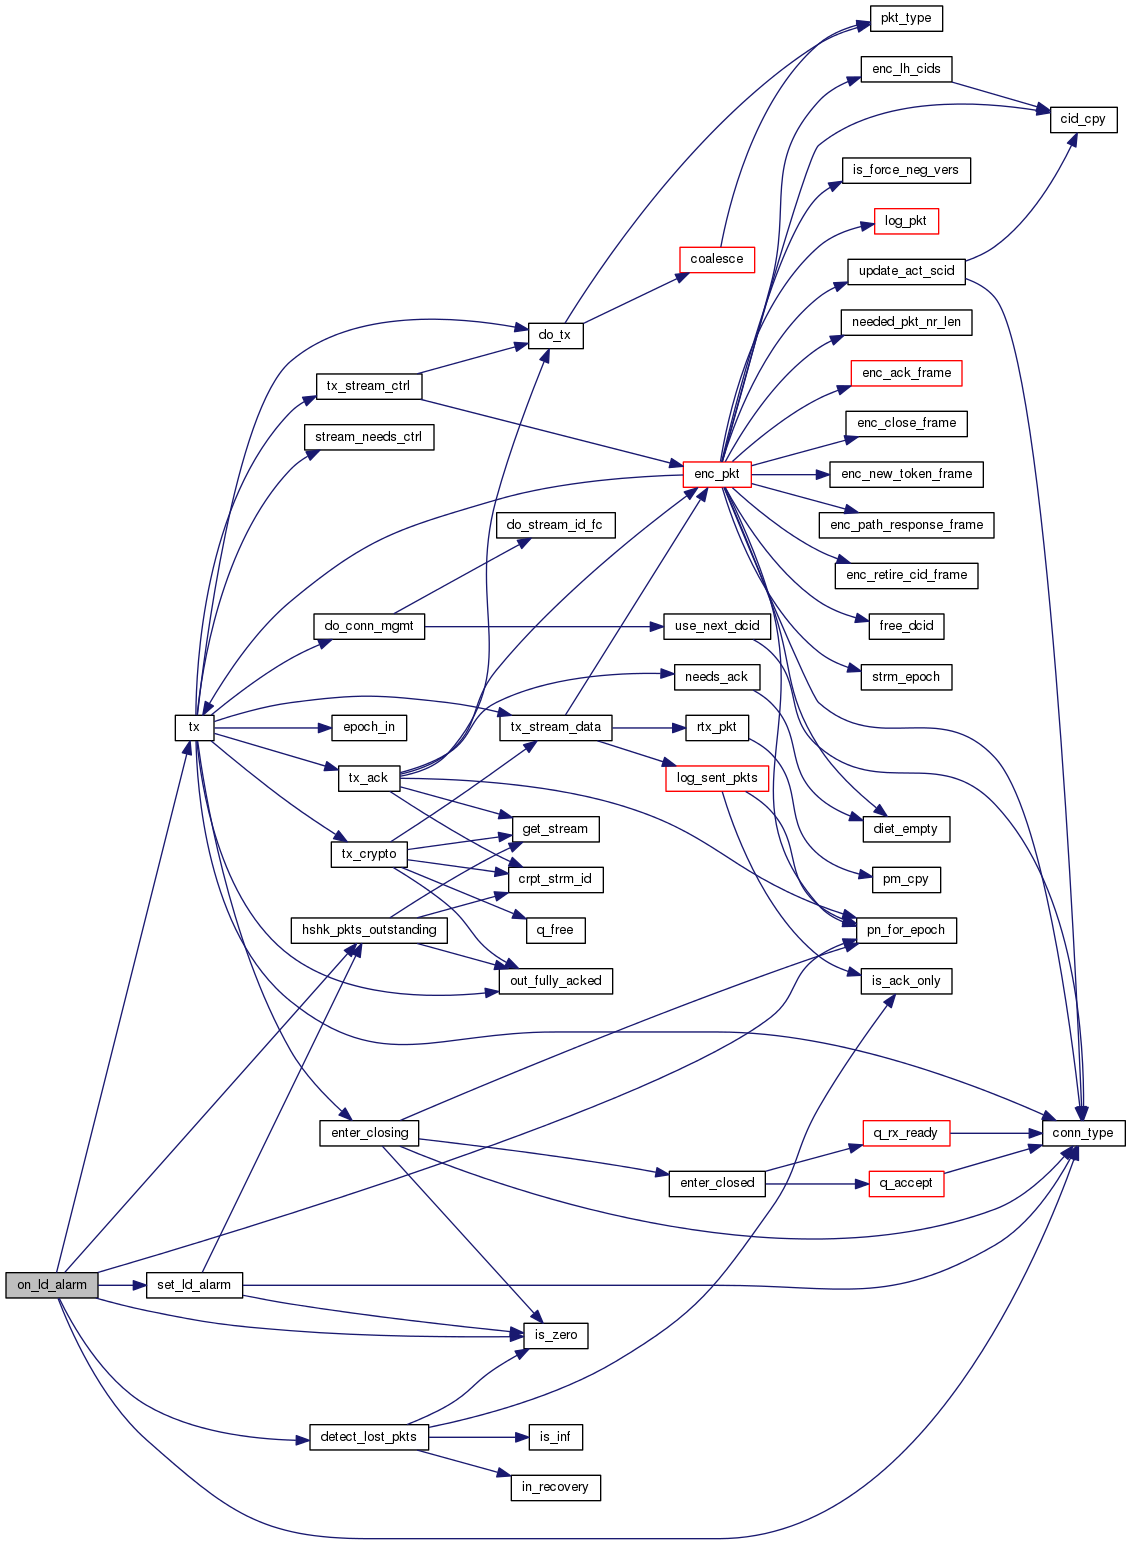 pkt_type
enc_lh_cids
cid_cpy
is_force_neg_vers
log_pkt
coalesce
update_act_scid
needed_pkt_nr_len
do_tx
enc_ack_frame
tx_stream_ctrl
enc_close_frame
stream_needs_ctrl
enc_pkt
enc_new_token_frame
do_stream_id_fc
enc_path_response_frame
enc_retire_cid_frame
do_conn_mgmt
use_next_dcid
free_dcid
needs_ack
strm_epoch
tx
epoch_in
tx_stream_data
rtx_pkt
tx_ack
log_sent_pkts
get_stream
diet_empty
tx_crypto
crpt_strm_id
pm_cpy
hshk_pkts_outstanding
q_free
pn_for_epoch
out_fully_acked
is_ack_only
enter_closing
q_rx_ready
conn_type
enter_closed
q_accept
on_ld_alarm
set_ld_alarm
is_zero
detect_lost_pkts
is_inf
in_recovery